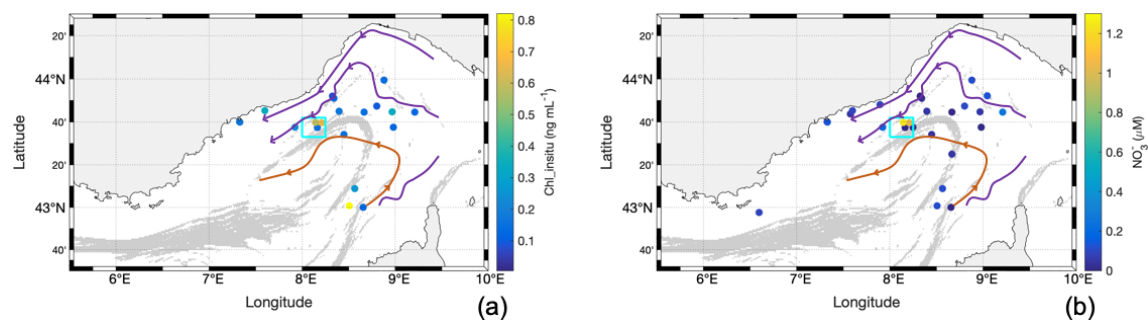 20'
44°N
40'
20'
43°N
40'
Latitude
6°E
7°E
8°E
9°E
10°E
Longitude
0.8
0.7
0.6
0.5
0.4
0.3
0.2
0.1
Chl_insitu (ng mL⁻¹)
(a)
20'
44°N
40'
20'
43°N
40'
Latitude
6°E
7°E
8°E
9°E
10°E
Longitude
1.2
1
0.8
0.6
0.4
0.2
0
NO₃⁻ (μM)
(b)